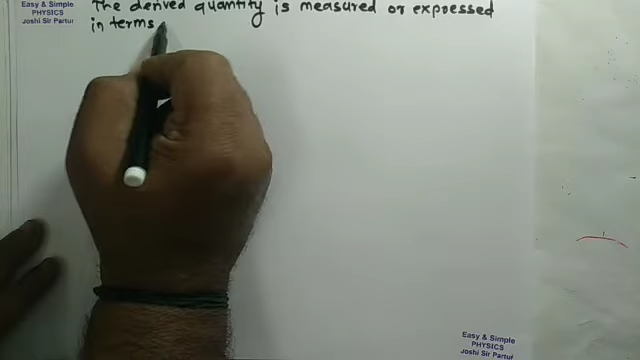 Easy & Simple
PHYSICS
Joshi Sir Partur
The derived quantity is measured or expressed
in terms
Easy & Simple
PHYSICS
Joshi Sir Partur